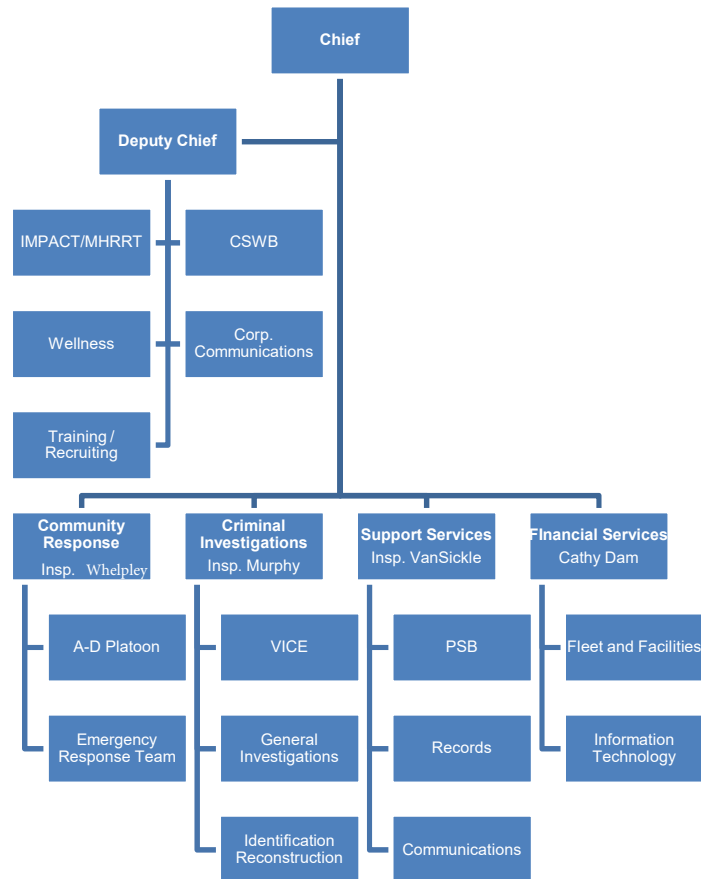 Chief
Deputy Chief
IMPACT/MHRRT
CSWB
Wellness
Corp.
Communications
Training /
Recruiting
Community
Response
Insp. Whelpley
Criminal
Investigations
Insp. Murphy
Support Services
Insp. VanSickle
FInancial Services
Cathy Dam
A-D Platoon
VICE
PSB
Fleet and Facilities
Emergency
Response Team
General
Investigations
Records
Information
Technology
Identification
Reconstruction
Communications